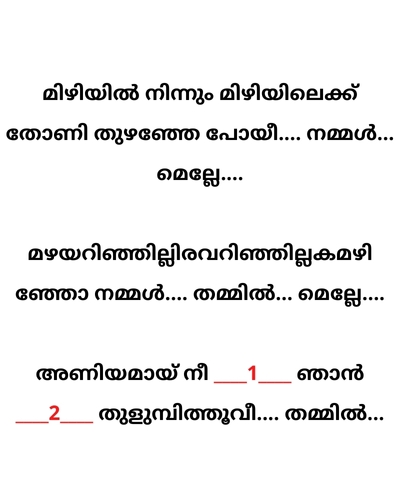 മിഴിയിൽ നിന്നും മിഴിയിലെക്ക്
തോണി തുഴഞ്ഞേ പോയീ.... നമ്മൾ...
മെല്ലേ....
മഴയറിഞ്ഞില്ലിരവറിഞ്ഞില്ലകമഴി
ഞ്ഞോ നമ്മൾ.... തമ്മിൽ... മെല്ലേ....
അണിയമായ് നീ ___1___ ഞാൻ
___2___ തുളുമ്പിത്തൂവീ.... തമ്മിൽ...